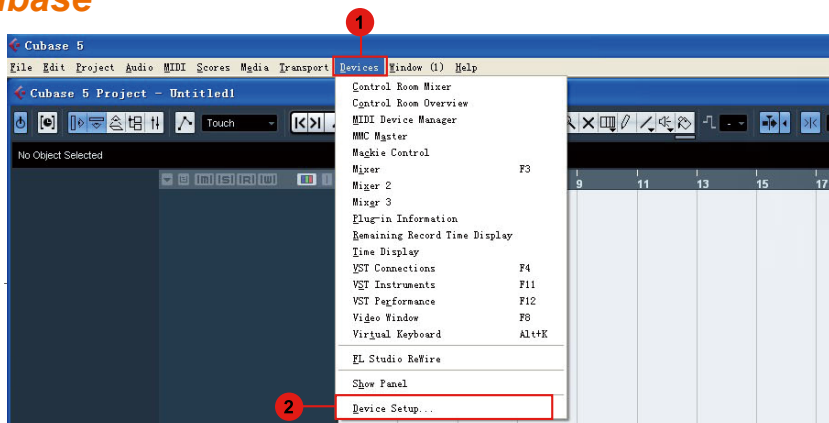 ubase
1
Cubase 5
File Edit Project Audio MIDI Scores Media Transport Devices Window (1) Help
Cubase 5 Project - Untitled1
Touch
No Object Selected
Control Room Mixer
Control Room Overview
MIDI Device Manager
MMC Master
Mackie Control
Mixer F3
Mixer 2
Mixer 3
Plug-in Information
Remaining Record Time Display
Time Display
VST Connections F4
VST Instruments F11
VST Performance F12
Video Window F8
Virtual Keyboard Alt+K
FL Studio ReWire
Show Panel
2
Device Setup...
[m] [S] [R] [W]
9 11 13 15 17